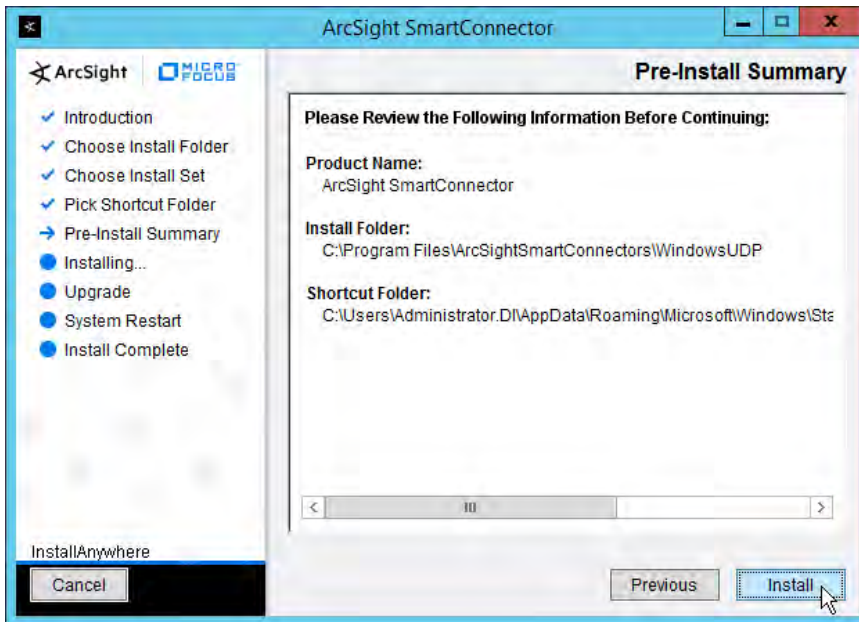 ArcSight SmartConnector
ArcSight
MICRO
FOCUS
Introduction
Choose Install Folder
Choose Install Set
Pick Shortcut Folder
Pre-Install Summary
Installing...
Upgrade
System Restart
Install Complete
InstallAnywhere
Cancel
Pre-Install Summary
Please Review the Following Information Before Continuing:
Product Name:
ArcSight SmartConnector
Install Folder:
C:\Program Files\ArcSightSmartConnectors\WindowsUDP
Shortcut Folder:
C:\Users\Administrator.DI\AppData\Roaming\Microsoft\Windows\Sta
Previous
Install